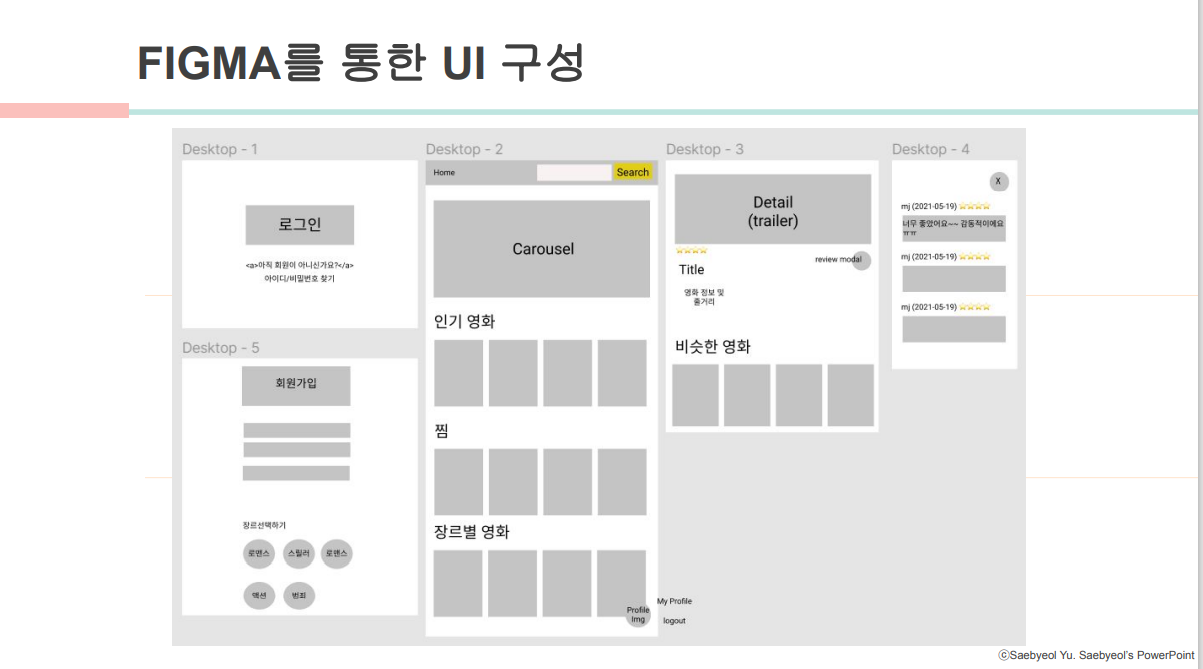 FIGMA를 통한 UI 구성
Desktop - 1
로그인
<a>아직 회원이 아니신가요?</a>
아이디/비밀번호 찾기
Desktop - 2
Home
Search
Carousel
인기 영화
찜
장르별 영화
Profile
Img
My Profile
logout
Desktop - 3
Detail
(trailer)
Title
review modal
영화 정보 및
줄거리
비슷한 영화
Desktop - 4
X
mj (2021-05-19) ⭐⭐⭐⭐
너무 좋았어요~~ 감동적이에요
ㅠㅠ
mj (2021-05-19) ⭐⭐⭐⭐
mj (2021-05-19) ⭐⭐⭐⭐
Desktop - 5
회원가입
장르선택하기
로맨스
스릴러
로맨스
액션
범죄
ⓒSaebyeol Yu. Saebyeol's PowerPoint